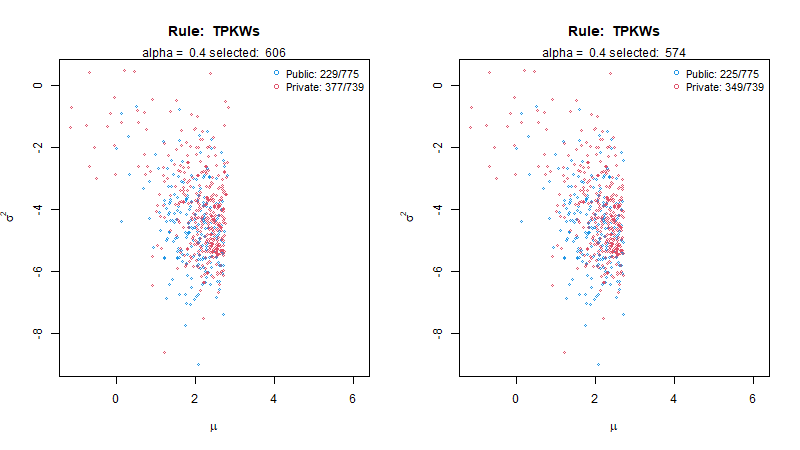 Rule:  TPKWs
alpha =  0.4 selected:  606
Public: 229/775
Private: 377/739
0
-2
-4
-6
-8
σ²
0 2 4 6
μ
Rule:  TPKWs
alpha =  0.4 selected:  574
Public: 225/775
Private: 349/739
0
-2
-4
-6
-8
σ²
0 2 4 6
μ